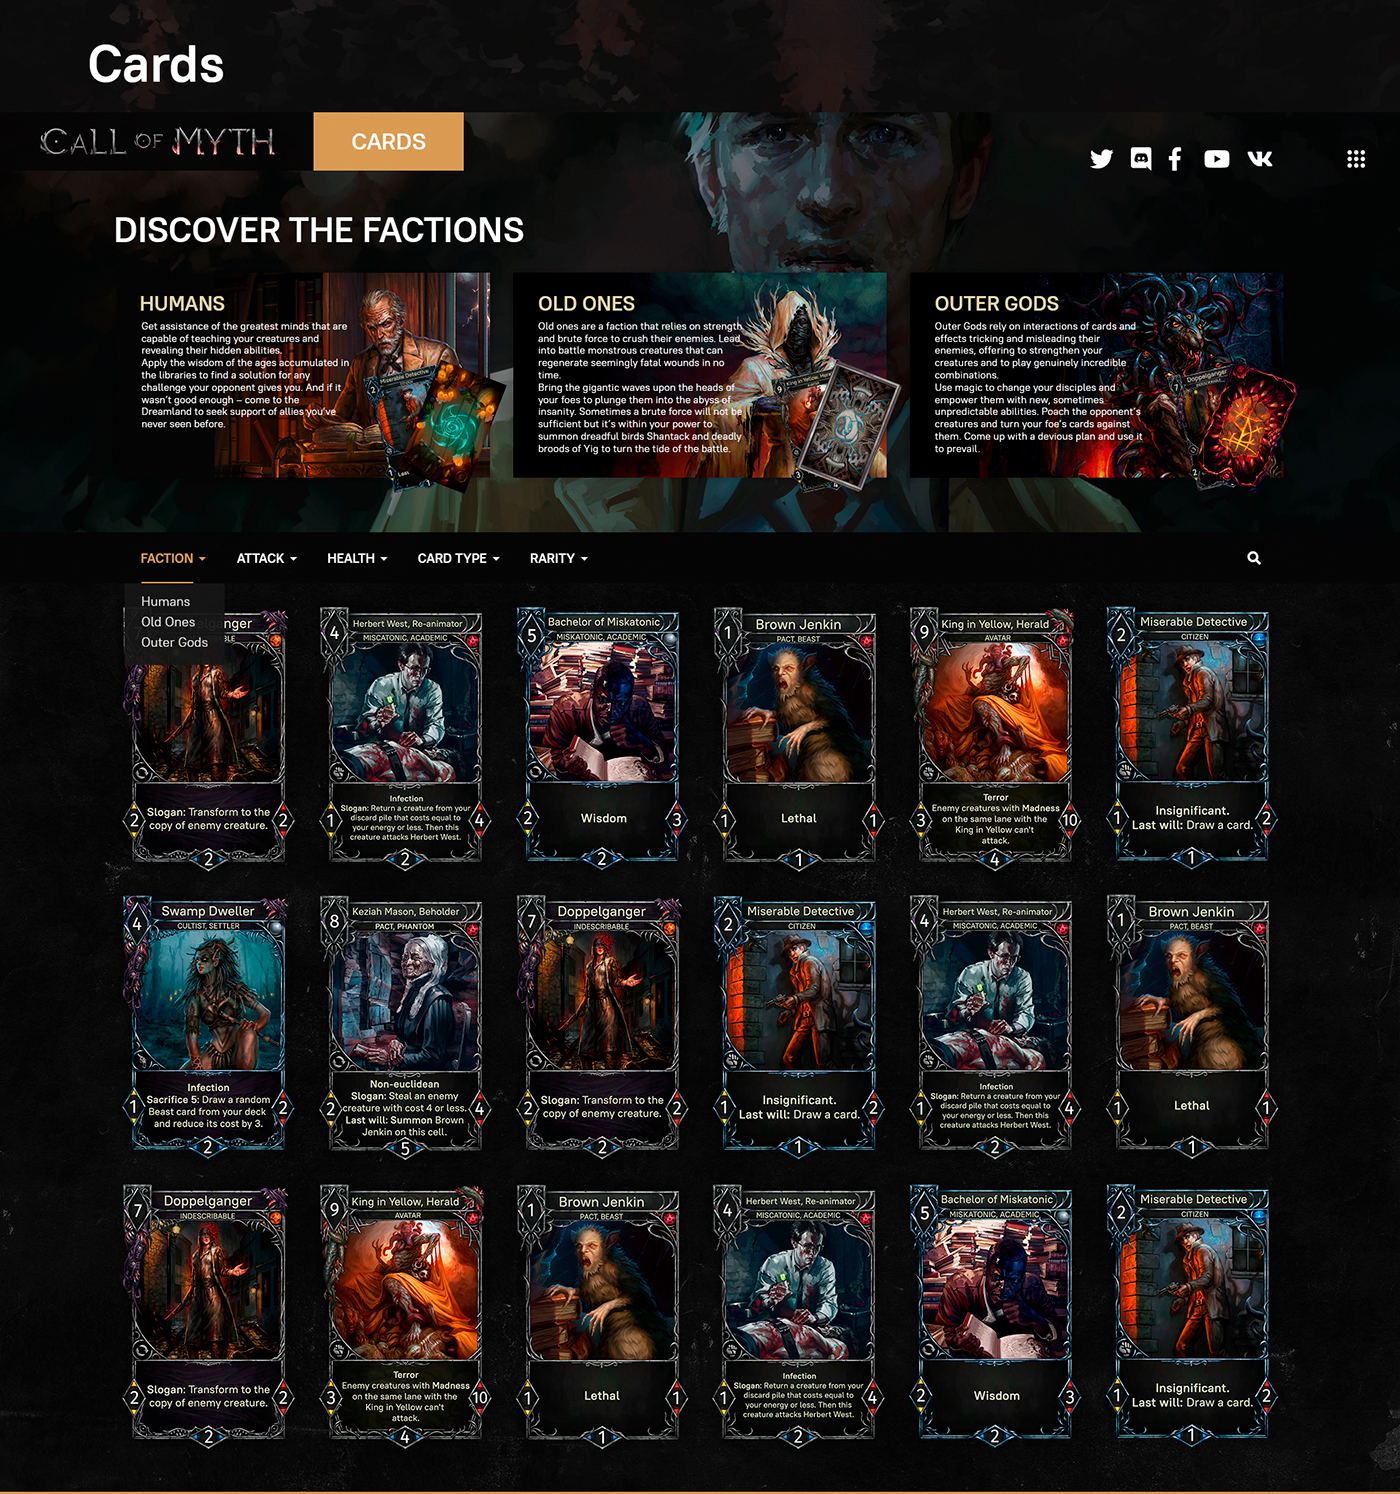 Cards
CALL OF MYTH
CARDS
DISCOVER THE FACTIONS
HUMANS
Get assistance of the greatest minds that are
capable of teaching your creatures and
revealing their hidden abilities.
Apply the wisdom of the ages accumulated in
the libraries to find a solution for any
challenge your opponent gives you. And if it
wasn't good enough – come to the
Dreamland to seek support of allies you've
never seen before.
2
Miserable Detective
1
OLD ONES
Old ones are a faction that relies on strength
and brute force to crush their enemies. Lead
into battle monstrous creatures that can
regenerate seemingly fatal wounds in no
time.
Bring the gigantic waves upon the heads of
your foes to plunge them into the abyss of
insanity. Sometimes a brute force will not be
sufficient but it's within your power to
summon dreadful birds Shantack and deadly
broods of Yig to turn the tide of the battle.
9
King in Yellow, Her
3
4
OUTER GODS
Outer Gods rely on interactions of cards and
effects tricking and misleading their
enemies, offering to strengthen your
creatures and to play genuinely incredible
combinations.
Use magic to change your disciples and
empower them with new, sometimes
unpredictable abilities. Poach the opponent's
creatures and turn your foe's cards against
them. Come up with a devious plan and use it
to prevail.
7
Doppelganger
2
FACTION
ATTACK
HEALTH
CARD TYPE
RARITY
Humans
Old Ones
Outer Gods
anger
BLE
Slogan: Transform to the
copy of enemy creature.
2
2
2
4
Herbert West, Re-animator
MISCATONIC, ACADEMIC
Infection
Slogan: Return a creature from your
discard pile that costs equal to
your energy or less. Then this
creature attacks Herbert West.
1
4
2
5
Bachelor of Miskatonic
MISKATONIC, ACADEMIC
Wisdom
2
3
2
1
Brown Jenkin
PACT, BEAST
Lethal
1
1
1
9
King in Yellow, Herald
AVATAR
Terror
Enemy creatures with Madness
on the same lane with the
King in Yellow can't
attack.
3
10
4
2
Miserable Detective
CITIZEN
Insignificant.
Last will: Draw a card.
1
2
1
4
Swamp Dweller
CULTIST, SETTLER
Infection
Sacrifice 5: Draw a random
Beast card from your deck
and reduce its cost by 3.
1
2
2
8
Keziah Mason, Beholder
PACT, PHANTOM
Non-euclidean
Slogan: Steal an enemy
creature with cost 4 or less.
Last will: Summon Brown
Jenkin on this cell.
2
4
5
7
Doppelganger
INDESCRIBABLE
Slogan: Transform to the
copy of enemy creature.
2
2
2
2
Miserable Detective
CITIZEN
Insignificant.
Last will: Draw a card.
1
2
1
4
Herbert West, Re-animator
MISCATONIC, ACADEMIC
Infection
Slogan: Return a creature from your
discard pile that costs equal to
your energy or less. Then this
creature attacks Herbert West.
1
4
2
1
Brown Jenkin
PACT, BEAST
Lethal
1
1
1
7
Doppelganger
INDESCRIBABLE
Slogan: Transform to the
copy of enemy creature.
2
2
2
9
King in Yellow, Herald
AVATAR
Terror
Enemy creatures with Madness
on the same lane with the
King in Yellow can't
attack.
3
10
4
1
Brown Jenkin
PACT, BEAST
Lethal
1
1
1
4
Herbert West, Re-animator
MISCATONIC, ACADEMIC
Infection
Slogan: Return a creature from your
discard pile that costs equal to
your energy or less. Then this
creature attacks Herbert West.
1
4
2
5
Bachelor of Miskatonic
MISKATONIC, ACADEMIC
Wisdom
2
3
2
2
Miserable Detective
CITIZEN
Insignificant.
Last will: Draw a card.
1
2
1